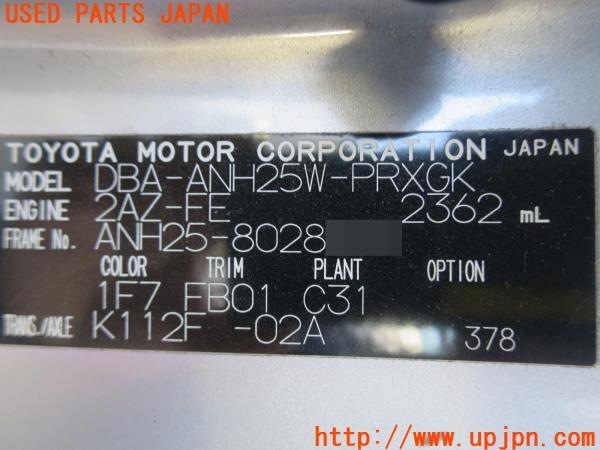 USED PARTS JAPAN
TOYOTA MOTOR CORPORATION JAPAN
MODEL DBA-ANH25W-PRXGK
ENGINE 2AZ-FE 2362 mL
FRAME No. ANH25-8028
COLOR TRIM PLANT OPTION
1F7 FB01 C31
TRANS./AXLE K112F -02A 378
http://www.upjpn.com